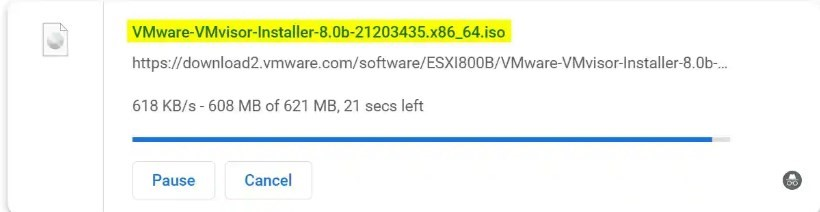 VMware-VMvisor-Installer-8.0b-21203435.x86_64.iso
https://download2.vmware.com/software/ESXI800B/VMware-VMvisor-Installer-8.0b-...
618 KB/s - 608 MB of 621 MB, 21 secs left
Pause Cancel